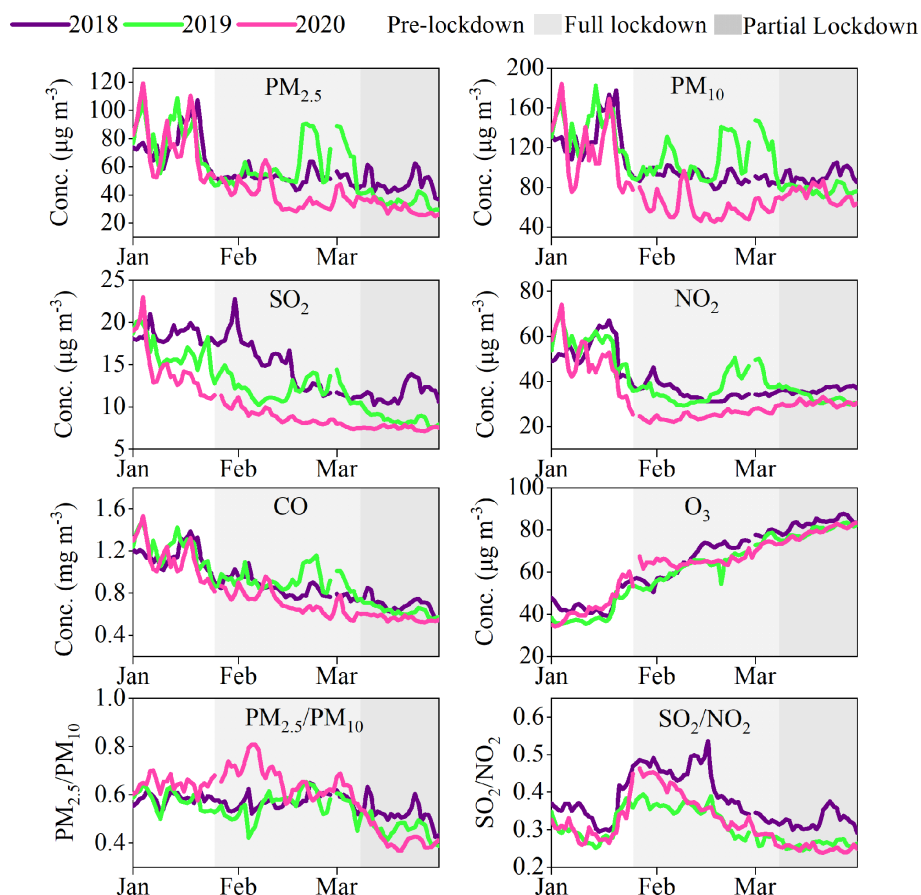 2018 2019 2020 Pre-lockdown Full lockdown Partial Lockdown
PM2.5
Conc. (µg m-3)
120
100
80
60
40
20
Jan Feb Mar
PM10
Conc. (µg m-3)
200
160
120
80
40
Jan Feb Mar
SO2
Conc. (µg m-3)
25
20
15
10
5
Jan Feb Mar
NO2
Conc. (µg m-3)
80
60
40
20
Jan Feb Mar
CO
Conc. (mg m-3)
1.6
1.2
0.8
0.4
Jan Feb Mar
O3
Conc. (µg m-3)
100
80
60
40
20
Jan Feb Mar
PM2.5/PM10
PM2.5/PM10
1.0
0.8
0.6
0.4
Jan Feb Mar
SO2/NO2
SO2/NO2
0.6
0.5
0.4
0.3
0.2
Jan Feb Mar